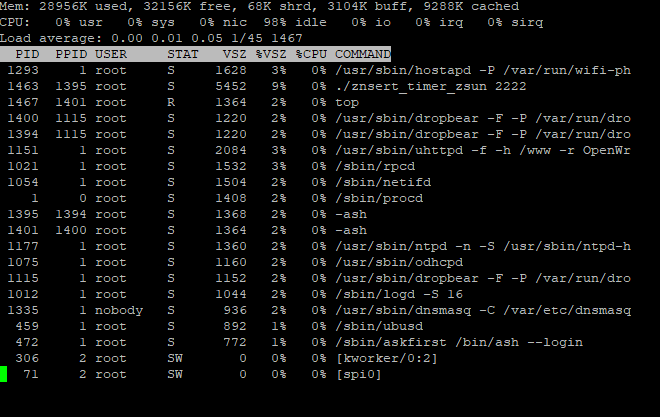 Mem: 28956K used, 32156K free, 68K shrd, 3104K buff, 9288K cached
CPU:   0% usr   0% sys   0% nic  98% idle   0% io   0% irq   0% sirq
Load average: 0.00 0.01 0.05 1/45 1467
  PID  PPID USER     STAT   VSZ %VSZ %CPU COMMAND
 1293     1 root     S     1628   3%   0% /usr/sbin/hostapd -P /var/run/wifi-ph
 1463  1395 root     S     5452   9%   0% ./znsert_timer_zsun 2222
 1467  1401 root     R     1364   2%   0% top
 1400  1115 root     S     1220   2%   0% /usr/sbin/dropbear -F -P /var/run/dro
 1394  1115 root     S     1220   2%   0% /usr/sbin/dropbear -F -P /var/run/dro
 1151     1 root     S     2084   3%   0% /usr/sbin/uhttpd -f -h /www -r OpenWr
 1021     1 root     S     1532   3%   0% /sbin/rpcd
 1054     1 root     S     1504   2%   0% /sbin/netifd
    1     0 root     S     1408   2%   0% /sbin/procd
 1395  1394 root     S     1368   2%   0% -ash
 1401  1400 root     S     1364   2%   0% -ash
 1177     1 root     S     1360   2%   0% /usr/sbin/ntpd -n -S /usr/sbin/ntpd-h
 1075     1 root     S     1160   2%   0% /usr/sbin/odhcpd
 1115     1 root     S     1152   2%   0% /usr/sbin/dropbear -F -P /var/run/dro
 1012     1 root     S     1044   2%   0% /sbin/logd -S 16
 1335     1 nobody   S      936   2%   0% /usr/sbin/dnsmasq -C /var/etc/dnsmasq
  459     1 root     S      892   1%   0% /sbin/ubusd
  472     1 root     S      772   1%   0% /sbin/askfirst /bin/ash --login
  306     2 root     SW       0   0%   0% [kworker/0:2]
   71     2 root     SW       0   0%   0% [spi0]